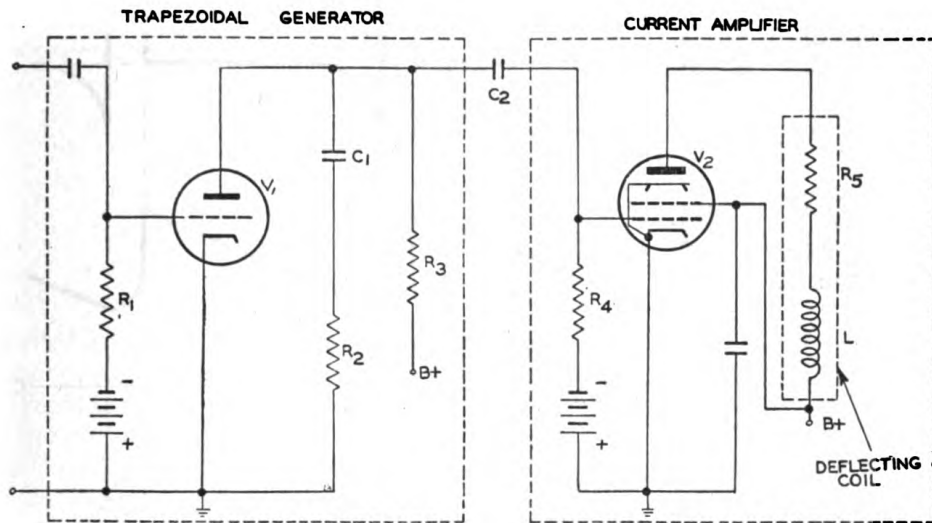 TRAPEZOIDAL GENERATOR
CURRENT AMPLIFIER
C2
C1
V1
V2
R5
R3
R1
R4
R2
L
B+
-
-
B+
+
+
DEFLECTING
COIL